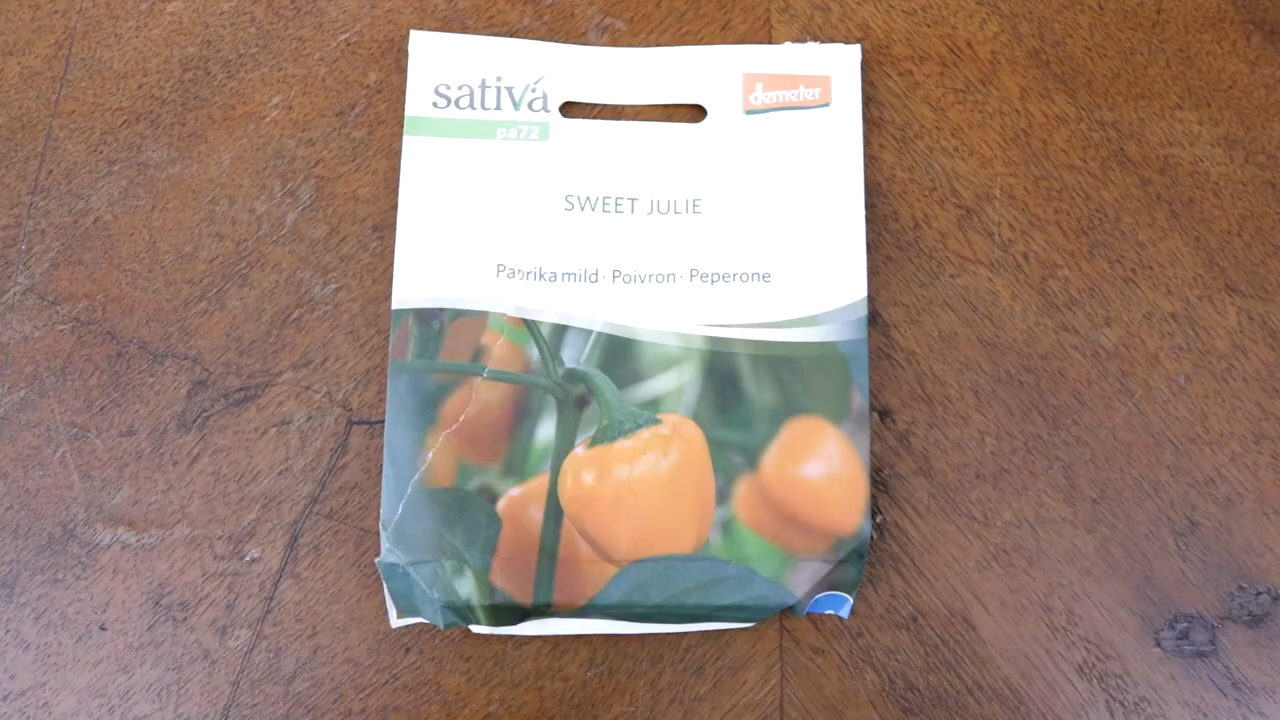 sativa
demeter
pa72
SWEET JULIE
Paprika mild · Poivron · Peperone